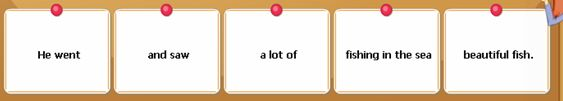 He went
and saw
a lot of
fishing in the sea
beautiful fish.